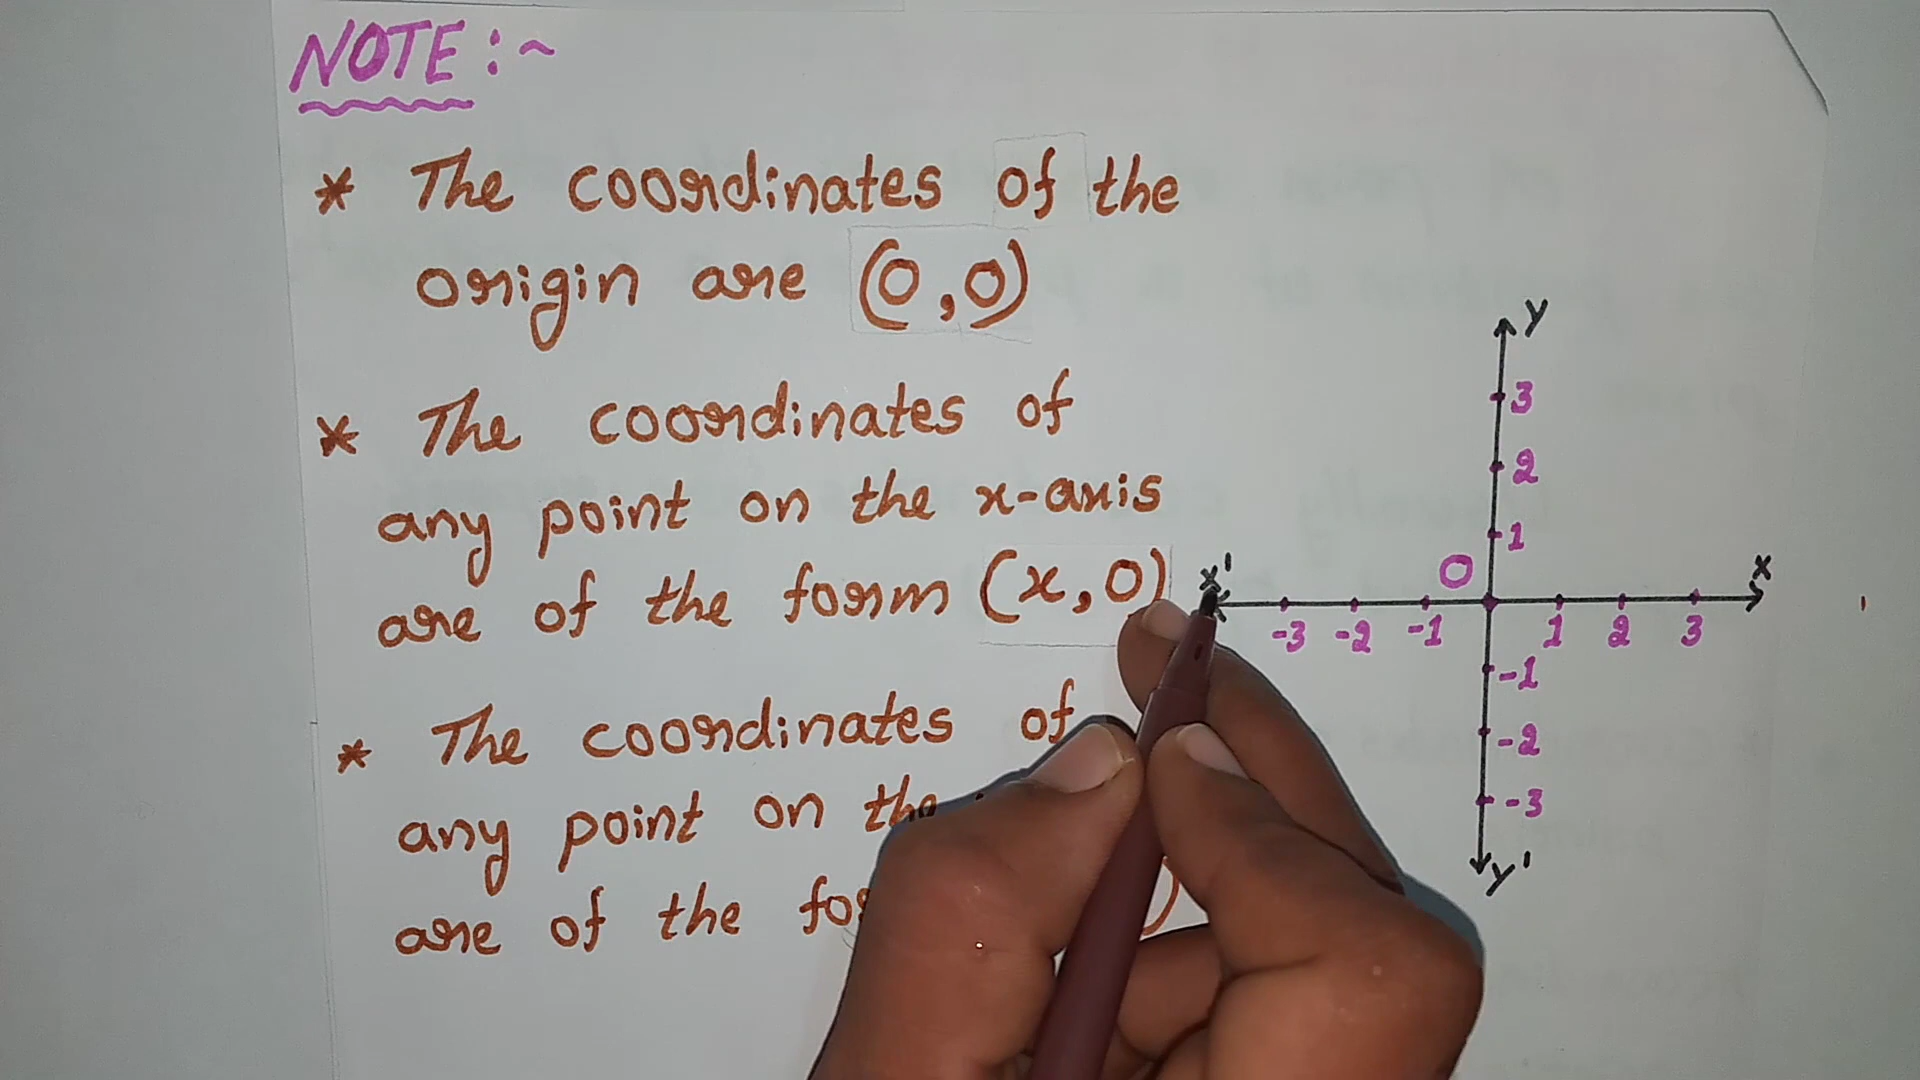 NOTE:~
* The coordinates of the
origin are (0,0)
* The coordinates of
any point on the x-axis
are of the form (x,0)
* The coordinates of
any point on the
are of the
Y
3
2
1
O
X'
X
-3 -2 -1 1 2 3
-1
-2
-3
Y'